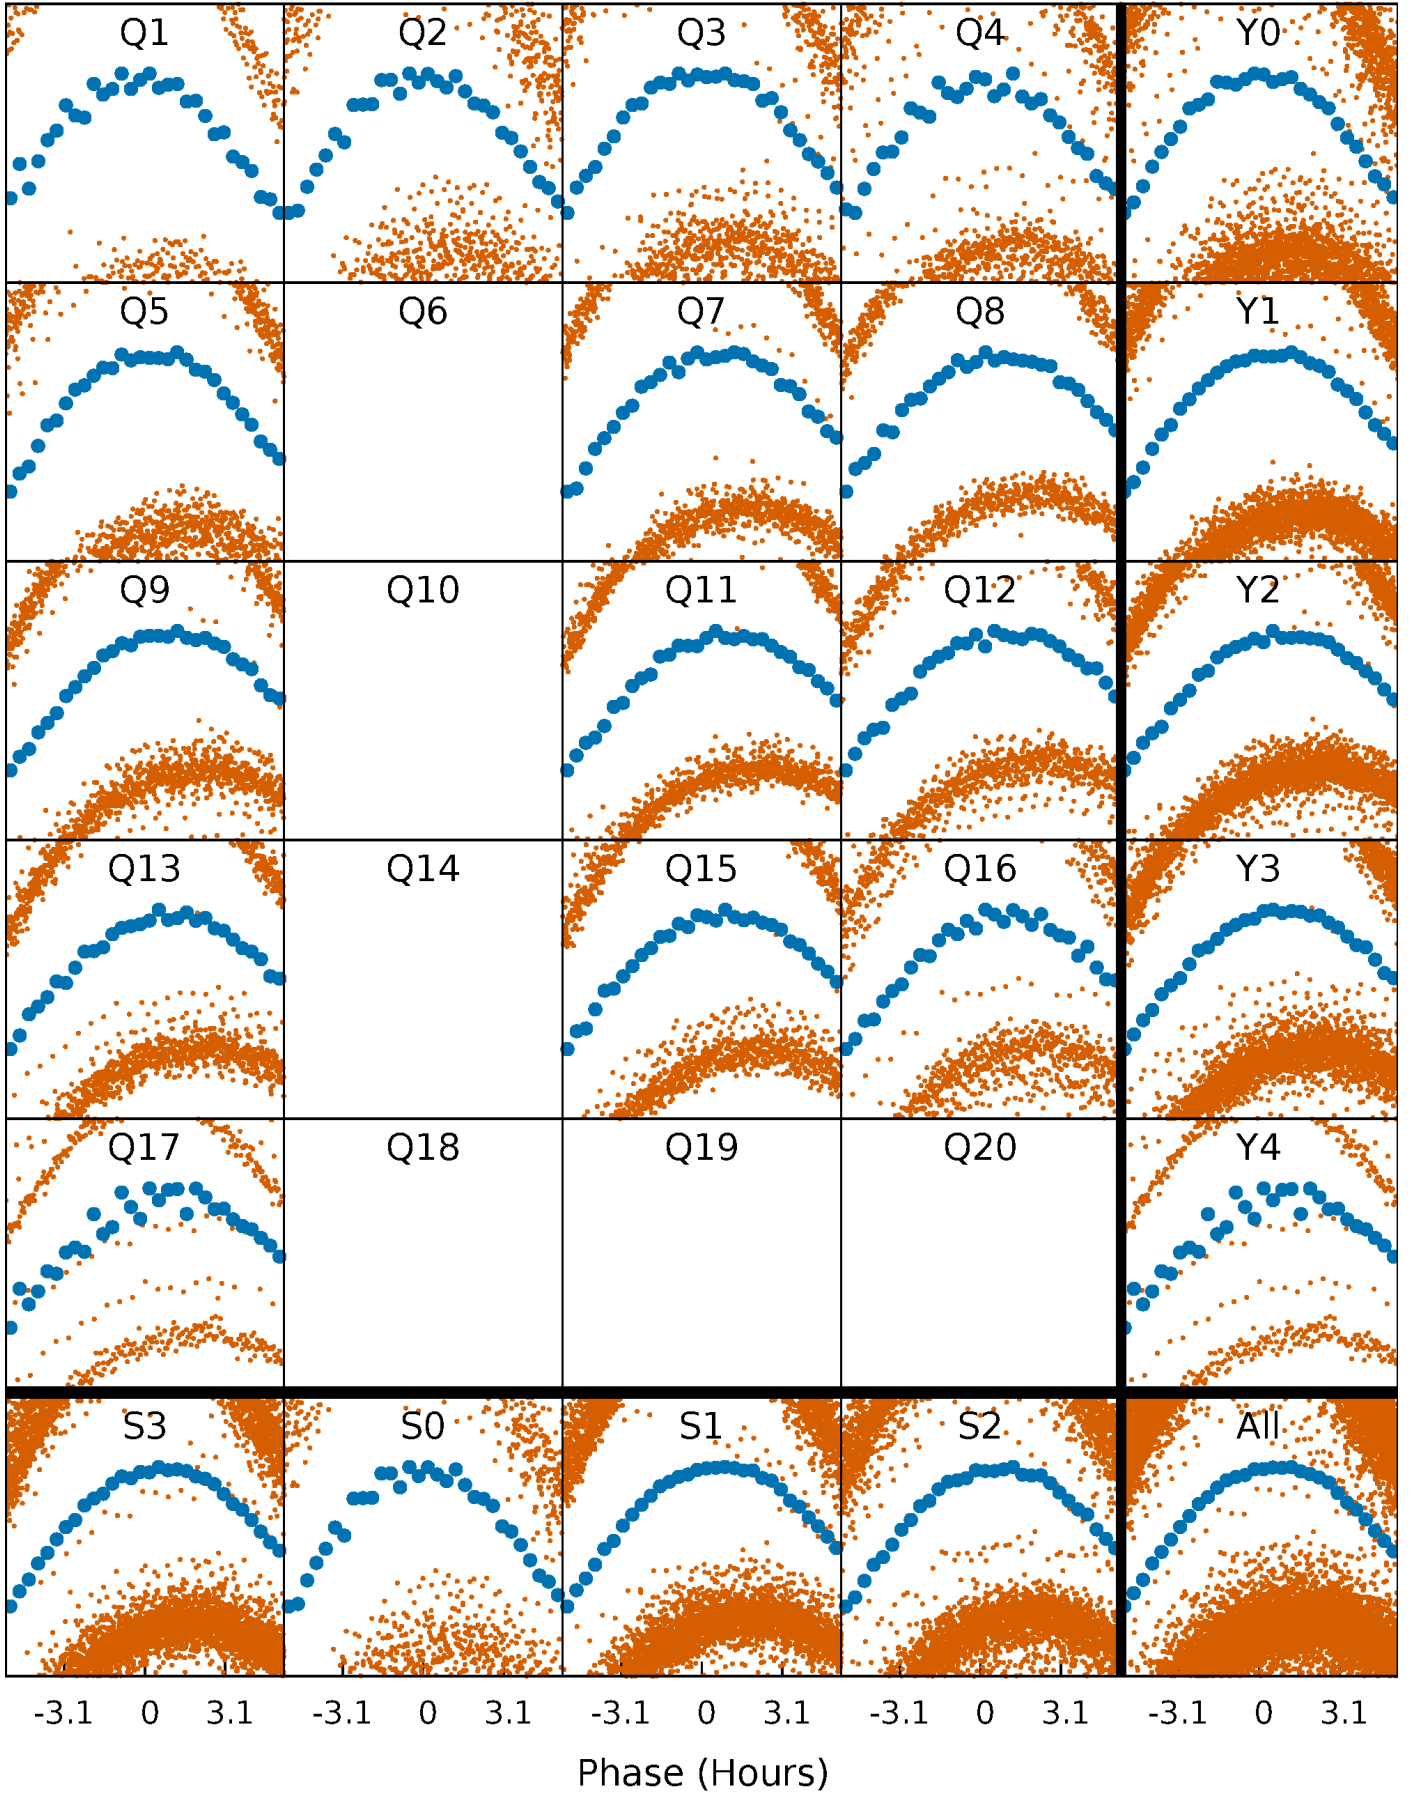 Q1 Q2 Q3 Q4 Y0
Q5 Q6 Q7 Q8 Y1
Q9 Q10 Q11 Q12 Y2
Q13 Q14 Q15 Q16 Y3
Q17 Q18 Q19 Q20 Y4
S3 S0 S1 S2 All
-3.1 0 3.1 -3.1 0 3.1 -3.1 0 3.1 -3.1 0 3.1 -3.1 0 3.1
Phase (Hours)